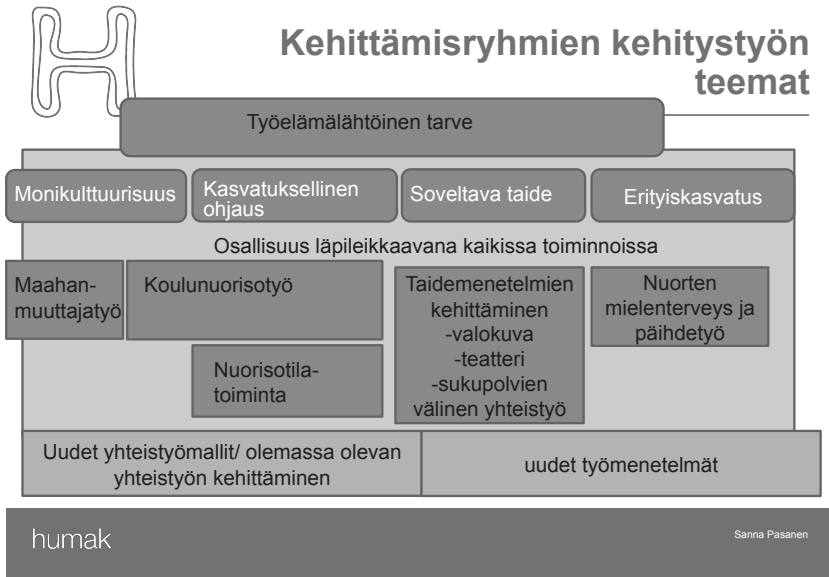 Kehittämisryhmien kehitystyön
teemat
Työelämälähtöinen tarve
Monikulttuurisuus
Kasvatuksellinen
ohjaus
Soveltava taide
Erityiskasvatus
Osallisuus läpileikkaavana kaikissa toiminnoissa
Maahan-
muuttajatyö
Koulunuorisotyö
Nuorisotila-
toiminta
Taidemenetelmien
kehittäminen
-valokuva
-teatteri
-sukupolvien
välinen yhteistyö
Nuorten
mielenterveys ja
päihdetyö
Uudet yhteistyömallit/ olemassa olevan
yhteistyön kehittäminen
uudet työmenetelmät
humak
Sanna Pasanen